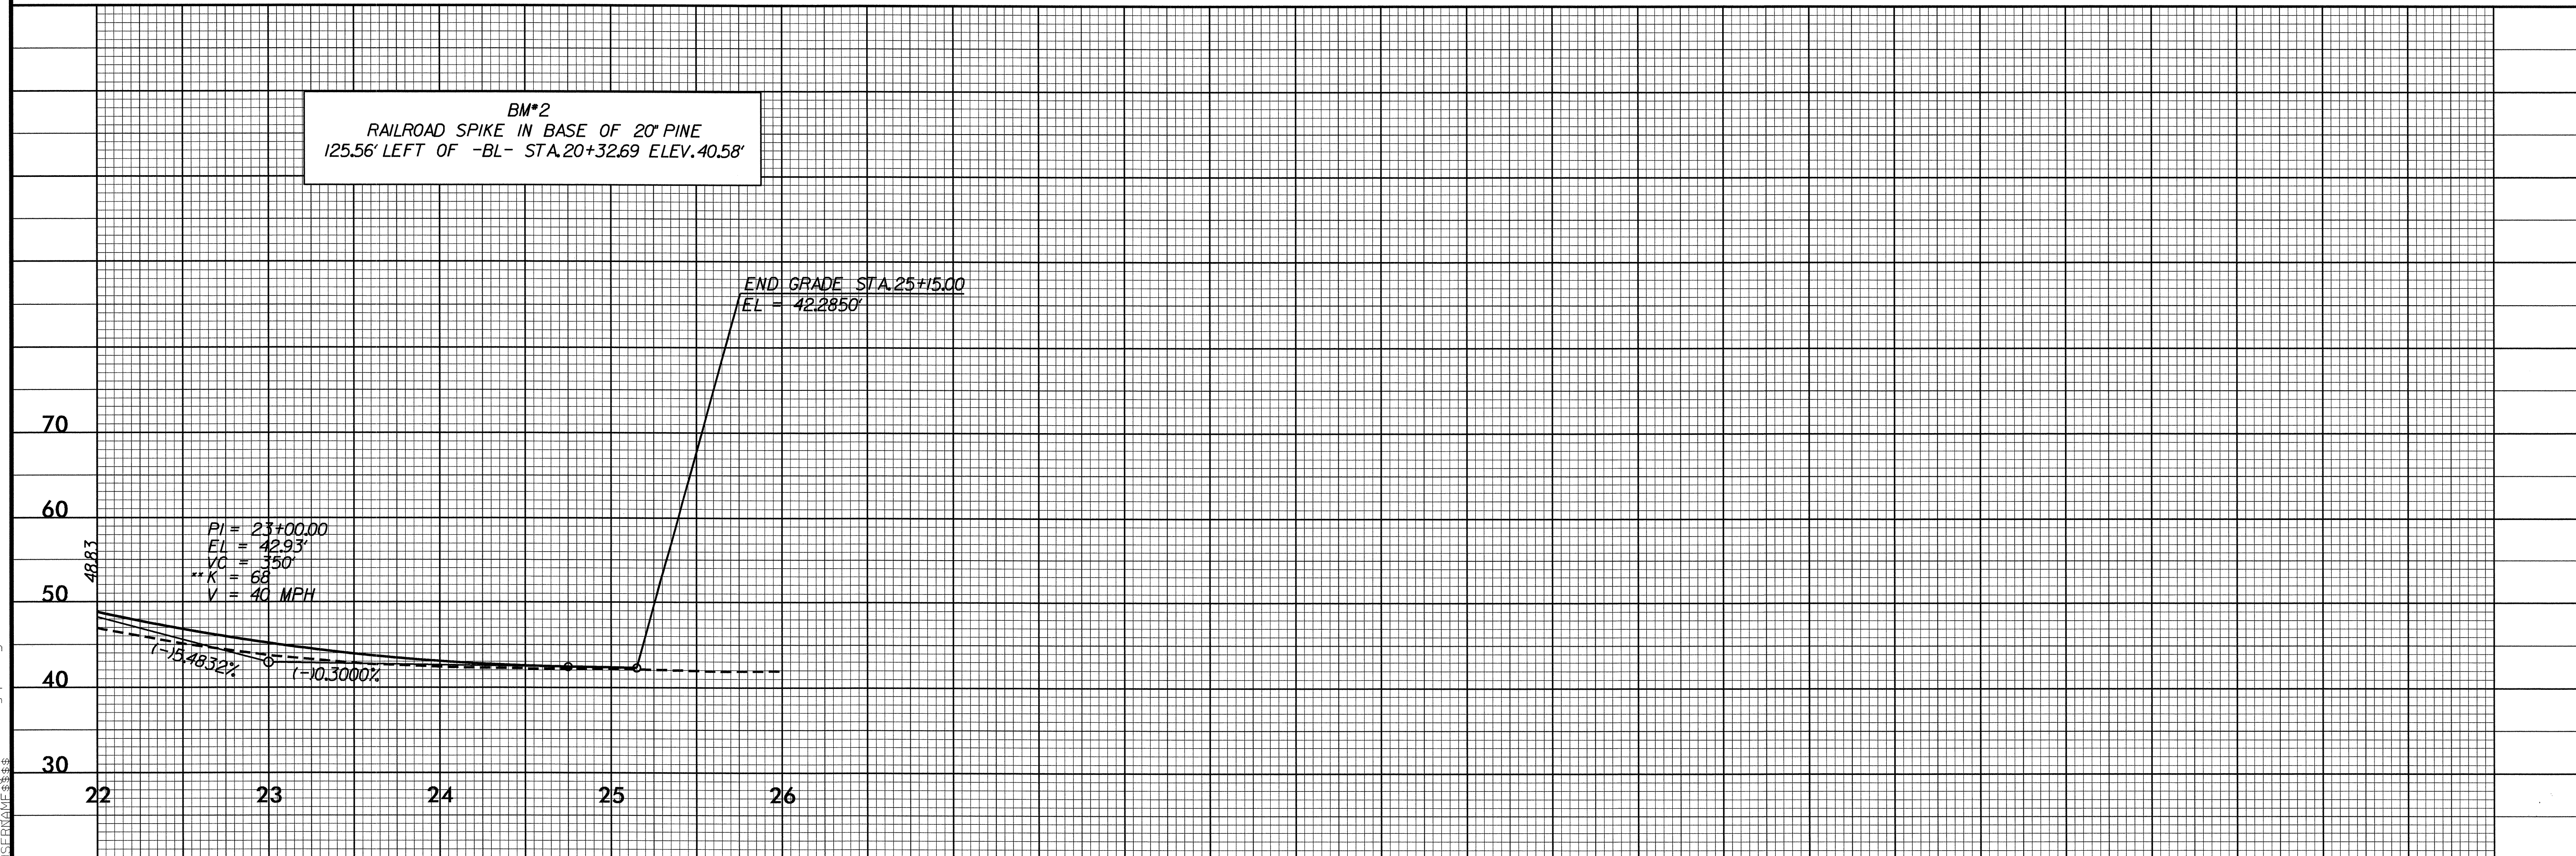 BM#2
RAILROAD SPIKE IN BASE OF 20" PINE
125.56' LEFT OF -BL- STA.20+32.69 ELEV.40.58'
END GRADE STA.25+15.00
EL = 42.2850'
70
60
PI = 23+00.00
EL = 42.93'
VC = 350'
**K = 68
V = 40 MPH
48.83
50
(-)5.4832%
(-)0.3000%
40
30
22 23 24 25 26
SERNAME$$$$